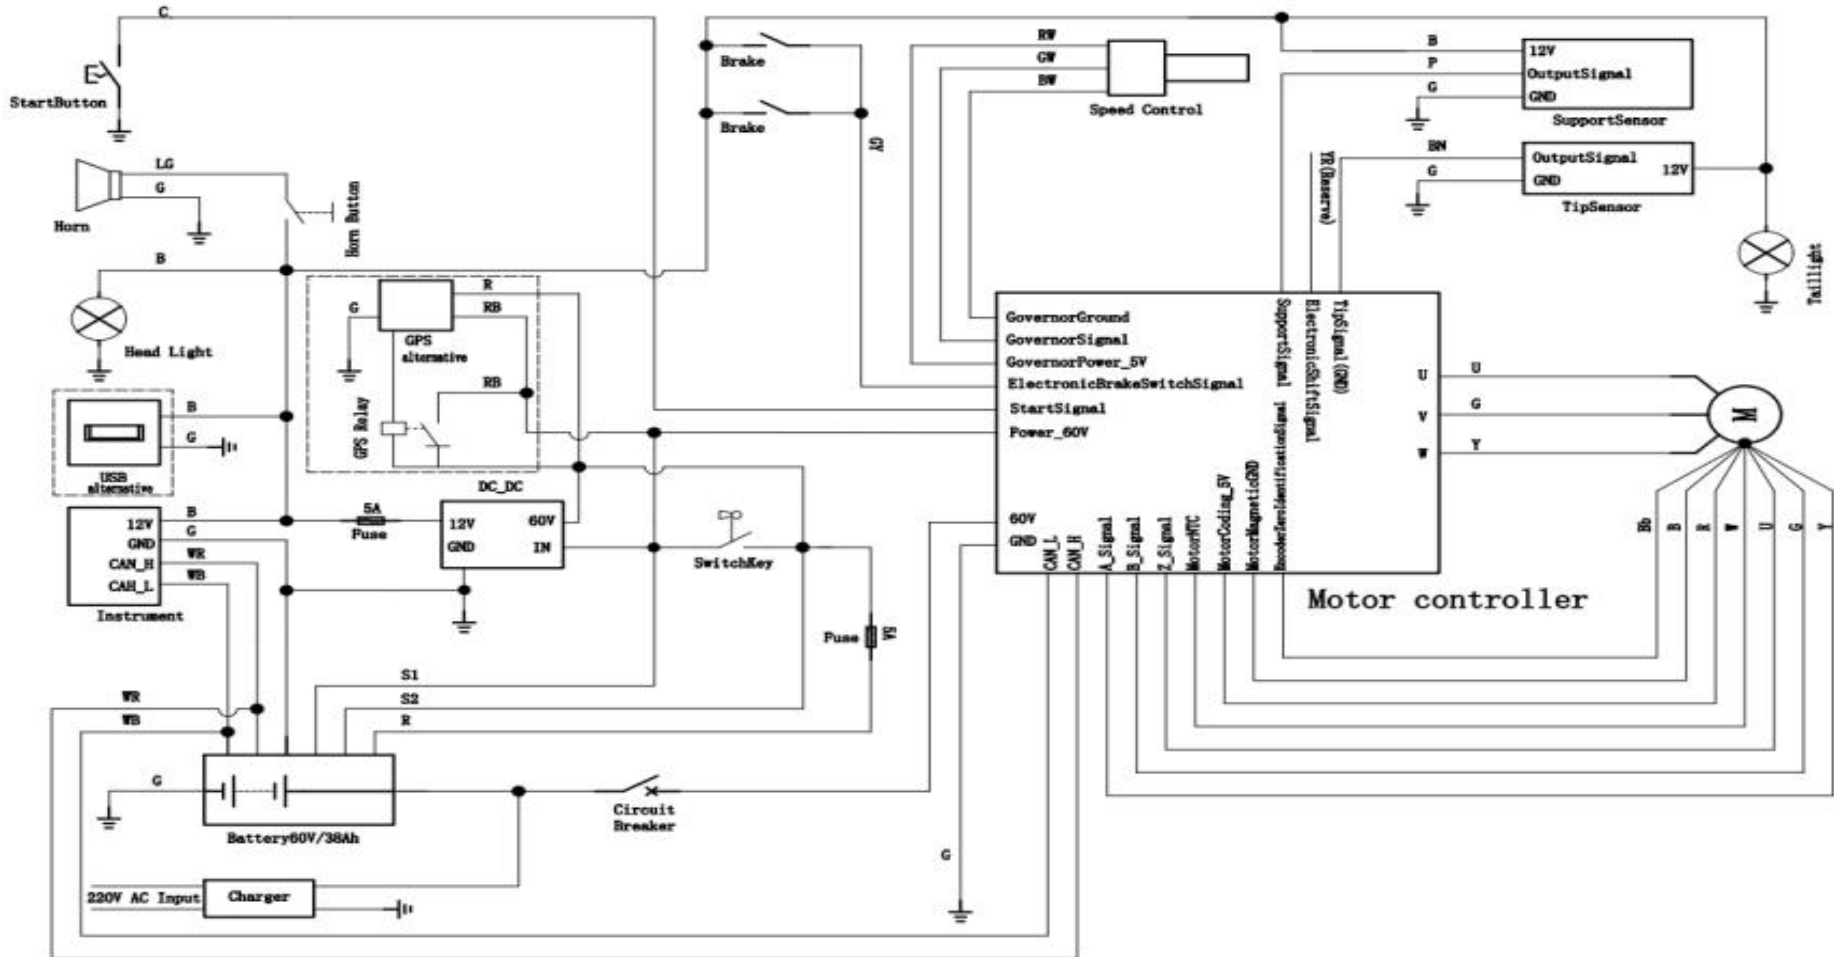 C
StartButton
LG
G
Horn
Horn Button
B
Head Light
B
G
USB
alternative
12V
GND
CAN_H
CAH_L
B
G
WR
WB
Instrument
G
R
RB
GPS
alternative
RB
GPS Relay
DC_DC
5A
Fuse
12V
GND
60V
IN
SwitchKey
Fuse
5A
S1
S2
R
WR
WB
G
Battery60V/38Ah
Circuit
Breaker
220V AC Input
Charger
Brake
Brake
GY
RW
GW
BW
Speed Control
B
P
G
12V
OutputSignal
GND
SupportSensor
BN
G
OutputSignal
GND
12V
TipSensor
Taillight
YR(Reserve)
GovernorGround
GovernorSignal
GovernorPower_5V
ElectronicBrakeSwitchSignal
StartSignal
Power_60V
60V
GND
SupportSignal
ElectronicShiftSignal
TipSignal(GND)
U
V
W
U
G
Y
M
CAN_L
CAN_H
A_Signal
B_Signal
Z_Signal
MotorNTC
MotorCoding_5V
MotorMagneticGND
EncoderZeroIdentificationSignal
Motor controller
Bb
B
R
W
U
G
Y
G